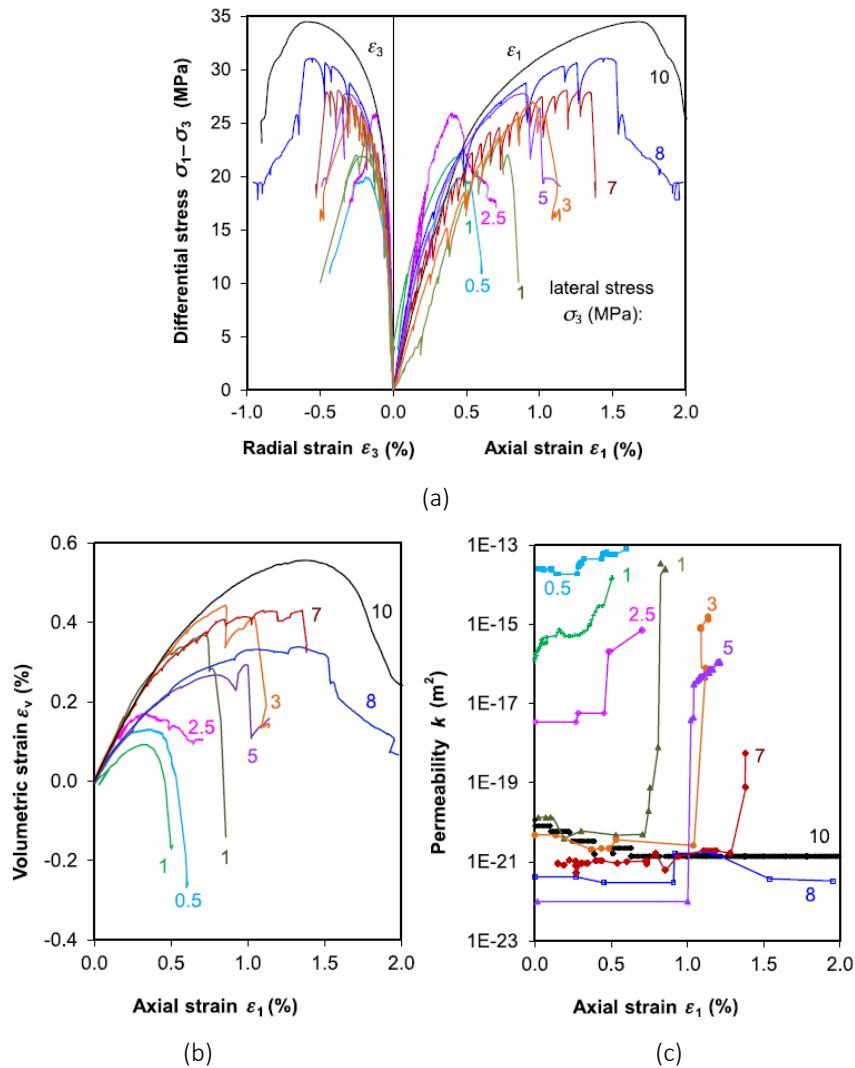 35
30
25
20
15
10
5
0
Differential stress σ1–σ3 (MPa)
ε3
ε1
10
8
7
5
3
2.5
1
0.5
1
lateral stress
σ3 (MPa):
-1.0 -0.5 0.0 0.5 1.0 1.5 2.0
Radial strain ε3 (%) Axial strain ε1 (%)
(a)
0.6
0.4
0.2
0.0
-0.2
-0.4
Volumetric strain εv (%)
10
7
8
3
2.5
5
1
1
0.5
0.0 0.5 1.0 1.5 2.0
Axial strain ε1 (%)
(b)
1E-13
1E-15
1E-17
1E-19
1E-21
1E-23
Permeability k (m2)
0.5
1
1
2.5
3
5
7
10
8
0.0 0.5 1.0 1.5 2.0
Axial strain ε1 (%)
(c)